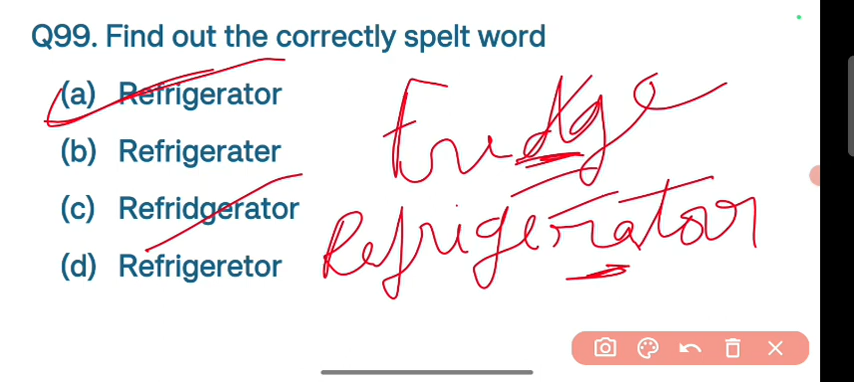 Q99. Find out the correctly spelt word
(a) Refrigerator
(b) Refrigerater
(c) Refridgerator
(d) Refrigeretor
Fridge
Refrigerator